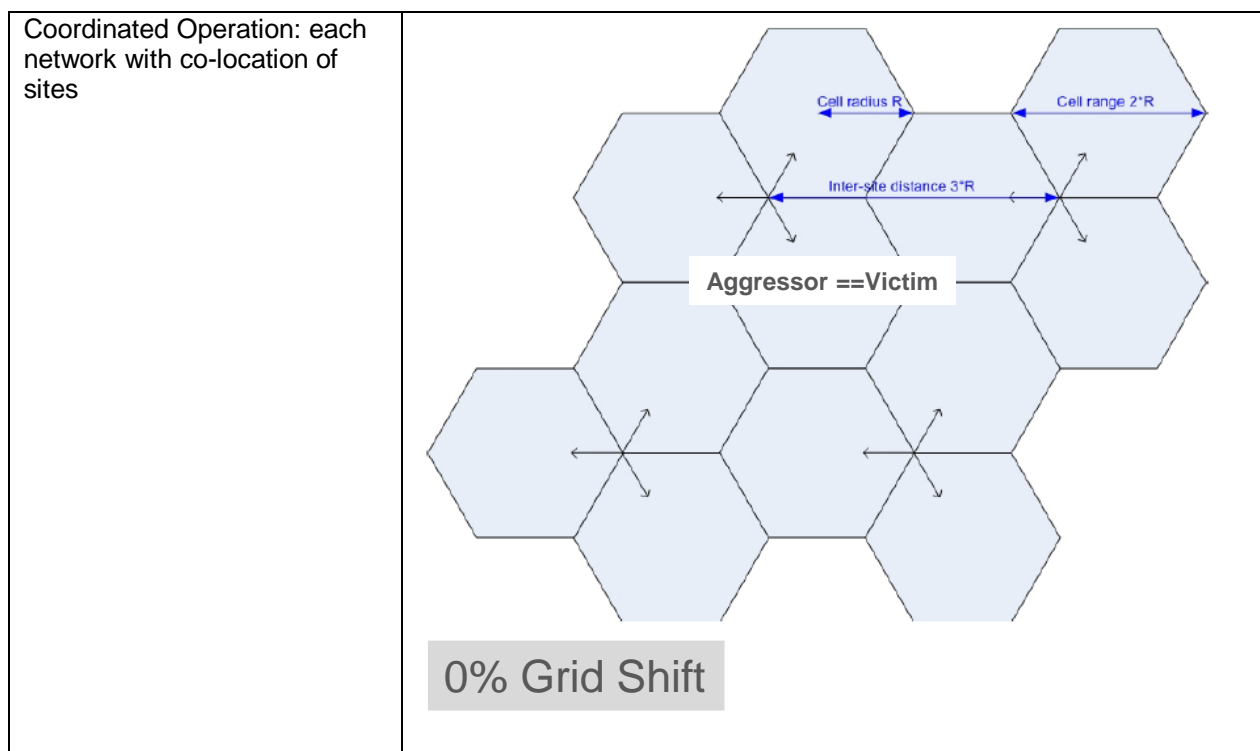 Coordinated Operation: each
network with co-location of
sites
Cell radius R
Cell range 2*R
Inter-site distance 3*R
Aggressor ==Victim
0% Grid Shift